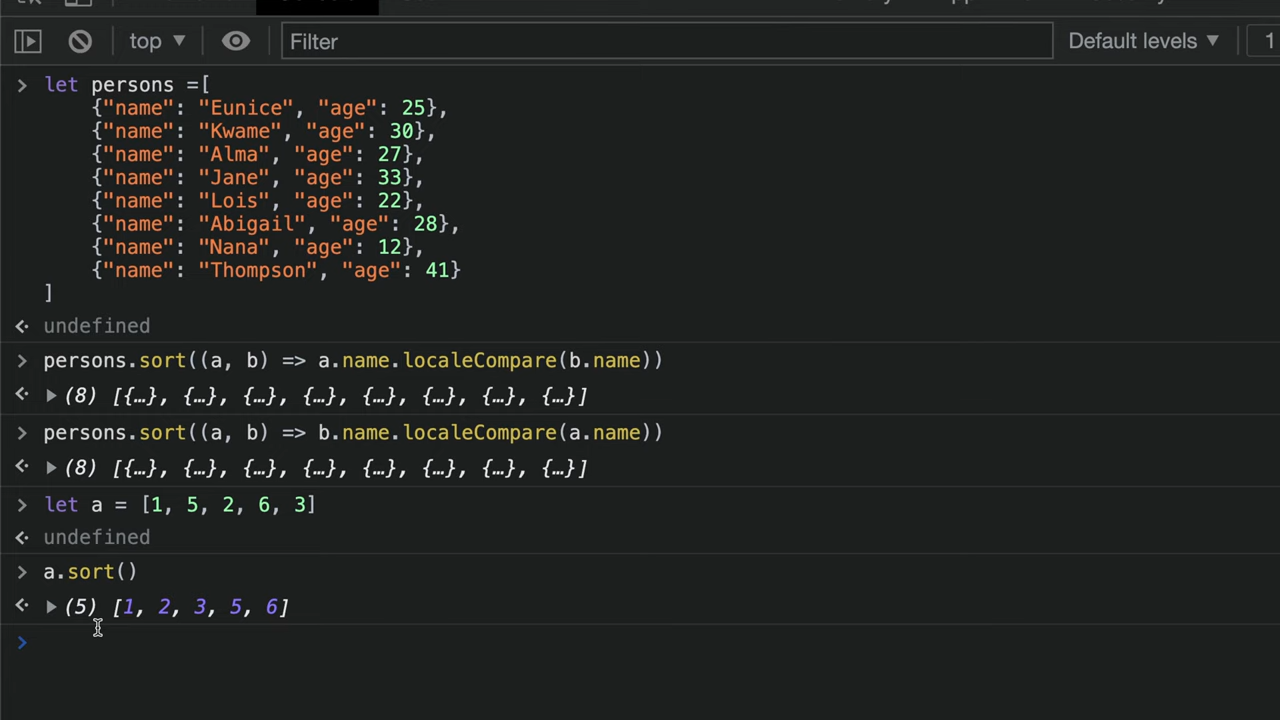 top
Filter
Default levels
1
let persons =[
{"name": "Eunice", "age": 25},
{"name": "Kwame", "age": 30},
{"name": "Alma", "age": 27},
{"name": "Jane", "age": 33},
{"name": "Lois", "age": 22},
{"name": "Abigail", "age": 28},
{"name": "Nana", "age": 12},
{"name": "Thompson", "age": 41}
]
undefined
persons.sort((a, b) => a.name.localeCompare(b.name))
(8) [{…}, {…}, {…}, {…}, {…}, {…}, {…}, {…}]
persons.sort((a, b) => b.name.localeCompare(a.name))
(8) [{…}, {…}, {…}, {…}, {…}, {…}, {…}, {…}]
let a = [1, 5, 2, 6, 3]
undefined
a.sort()
(5) [1, 2, 3, 5, 6]